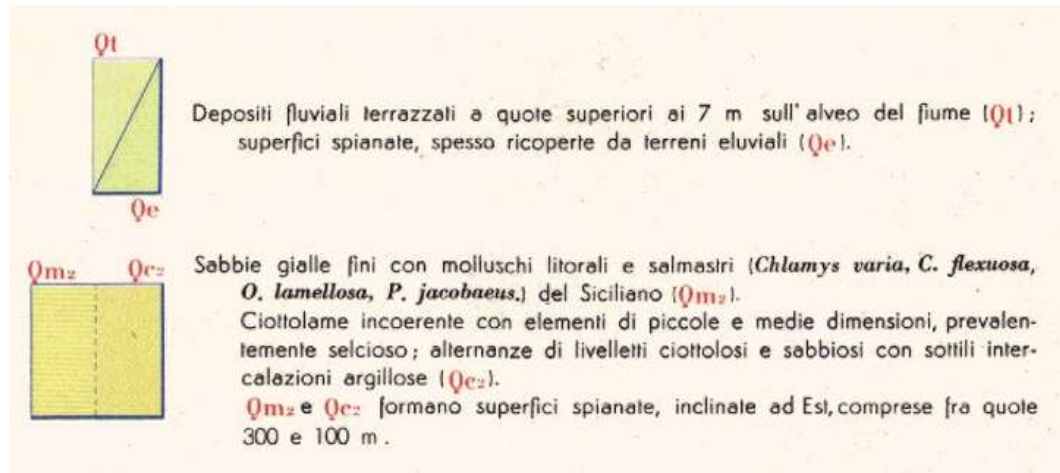 Qt
Depositi fluviali terrazzati a quote superiori ai 7 m sull' alveo del fiume (Qt);
superfici spianate, spesso ricoperte da terreni eluviali (Qe).
Qe
Qm₂ Qc₂
Sabbie gialle fini con molluschi litorali e salmastri (Chlamys varia, C. flexuosa,
O. lamellosa, P. jacobaeus.) del Siciliano (Qm₂).
Ciottolame incoerente con elementi di piccole e medie dimensioni, prevalen-
temente selcioso; alternanze di livelletti ciottolosi e sabbiosi con sottili inter-
calazioni argillose (Qc₂).
Qm₂ e Qc₂ formano superfici spianate, inclinate ad Est, comprese fra quote
300 e 100 m.